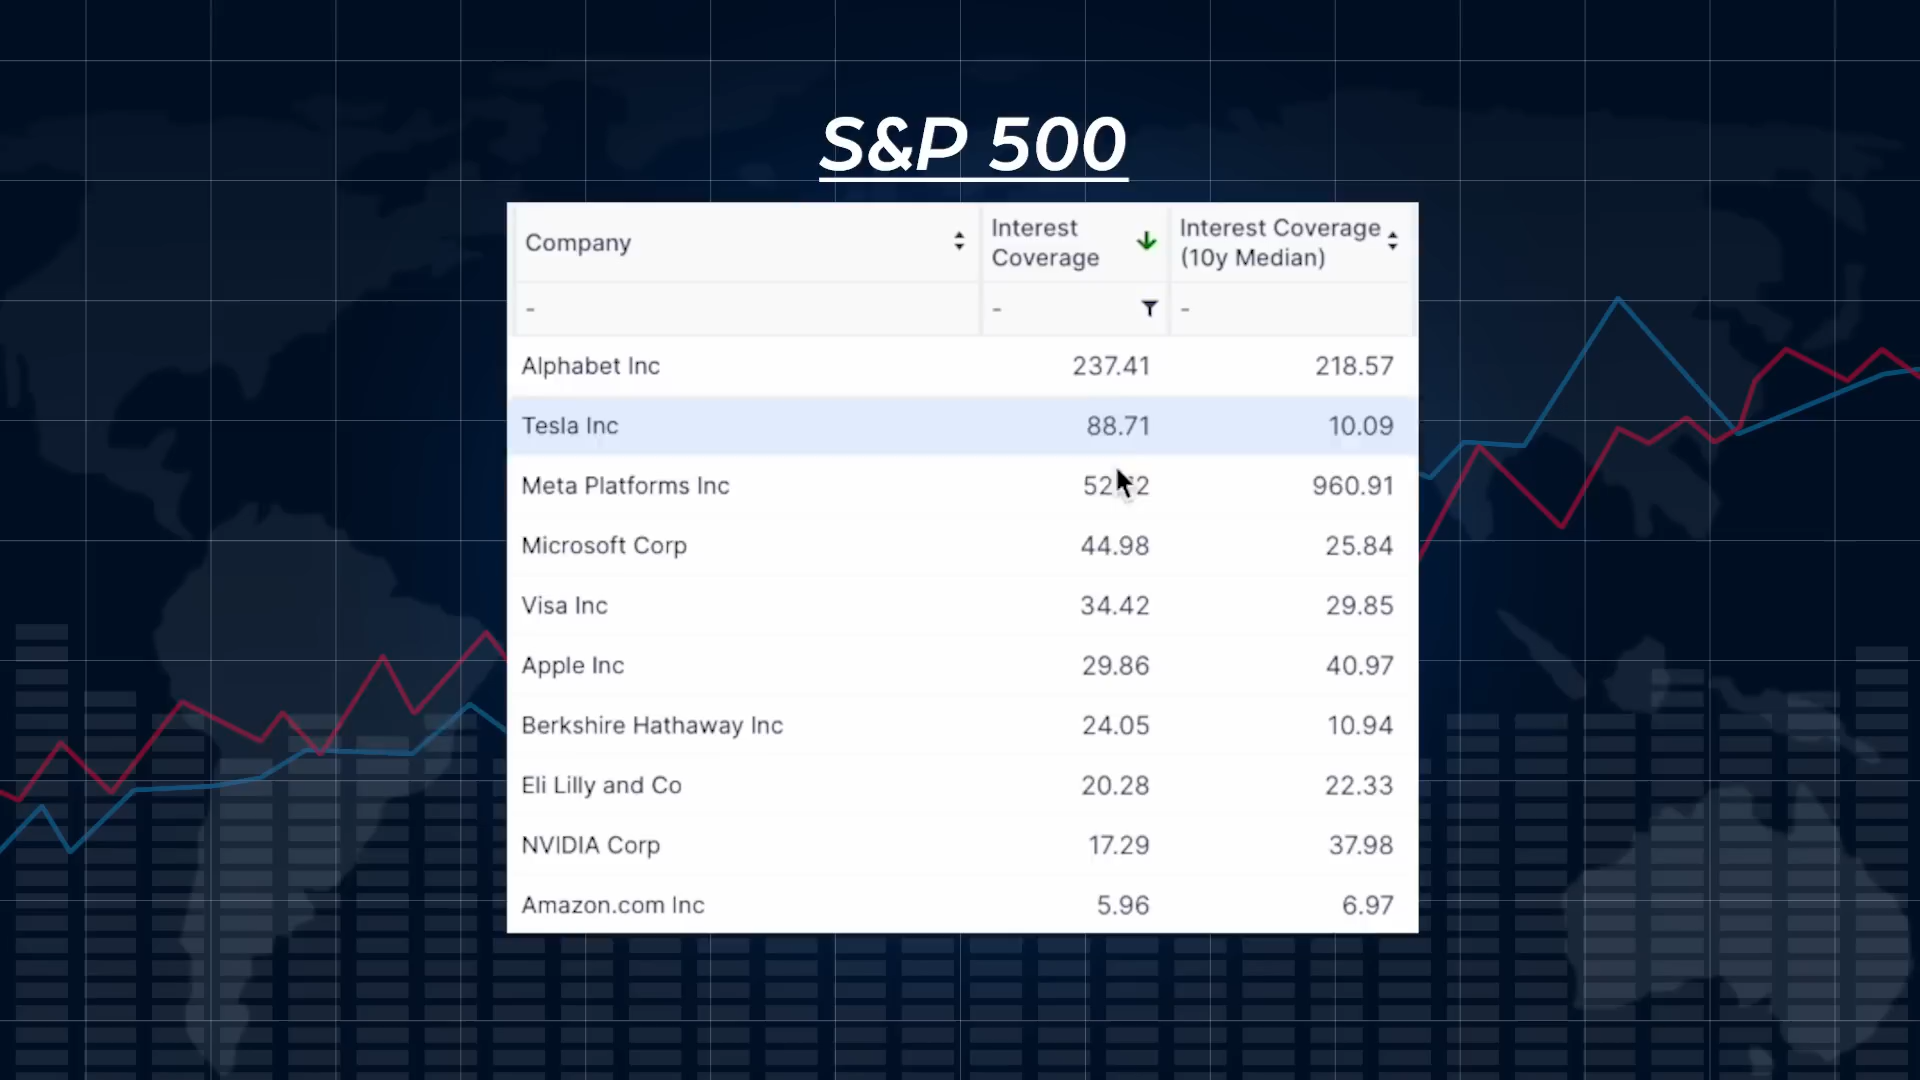 S&P 500
Company
Interest Coverage
Interest Coverage (10y Median)
- - -
Alphabet Inc 237.41 218.57
Tesla Inc 88.71 10.09
Meta Platforms Inc 960.91
Microsoft Corp 44.98 25.84
Visa Inc 34.42 29.85
Apple Inc 29.86 40.97
Berkshire Hathaway Inc 24.05 10.94
Eli Lilly and Co 20.28 22.33
NVIDIA Corp 17.29 37.98
Amazon.com Inc 5.96 6.97